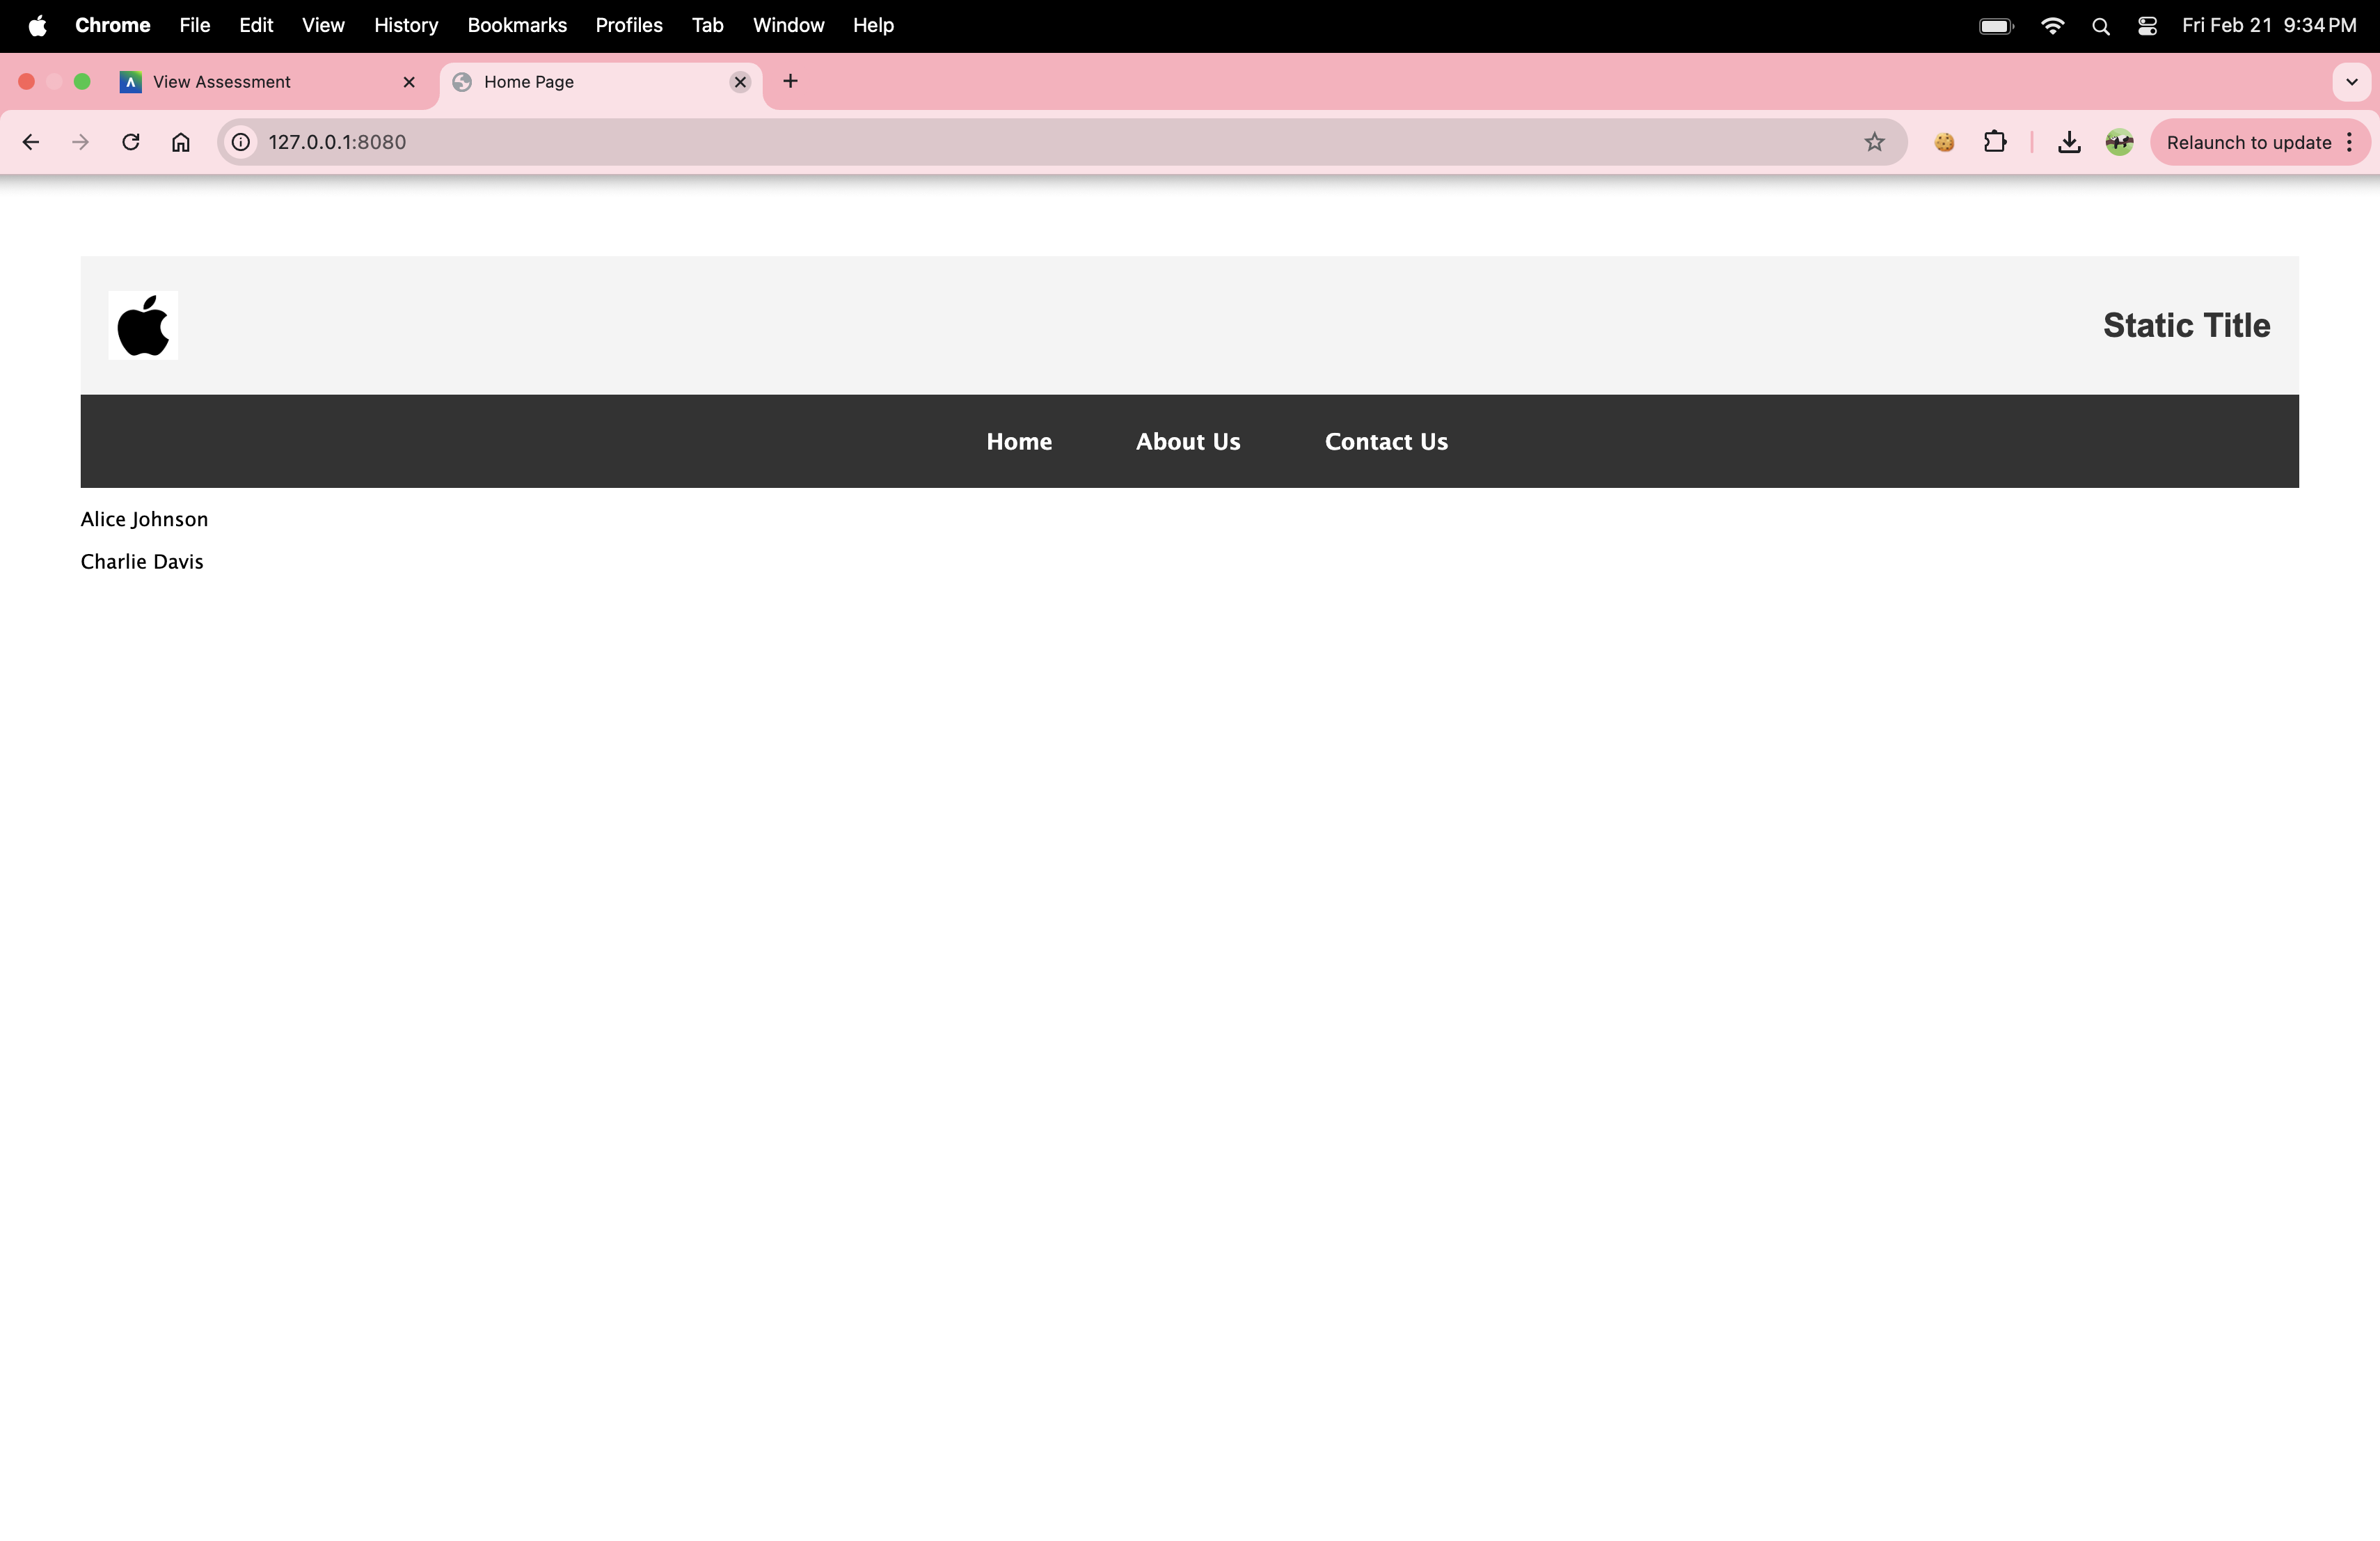 Chrome File Edit View History Bookmarks Profiles Tab Window Help Fri Feb 21 9:34 PM
View Assessment Home Page
127.0.0.1:8080 Relaunch to update
Static Title
Home About Us Contact Us
Alice Johnson
Charlie Davis